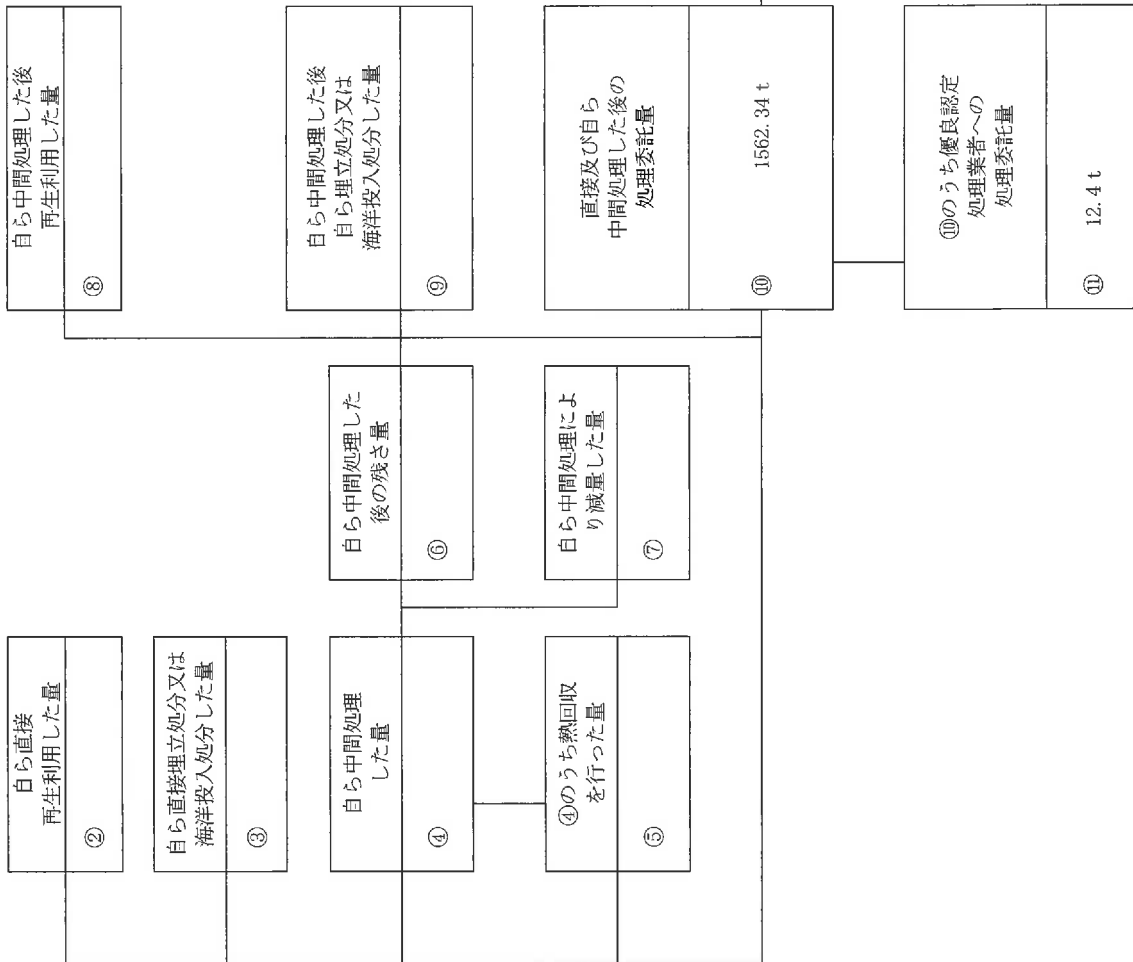 自ら直接
再生利用した量
②
自ら直接埋立処分又は
海洋投入処分した量
③
自ら中間処理
した量
④
④のうち熱回収
を行った量
⑤
自ら中間処理した
後の残さ量
⑥
自ら中間処理によ
り減量した量
⑦
自ら中間処理した後
再生利用した量
⑧
自ら中間処理した後
自ら埋立処分又は
海洋投入処分した量
⑨
直接及び自ら
中間処理した後の
処理委託量
⑩ 1562.34 t
⑩のうち優良認定
処理業者への
処理委託量
⑪ 12.4 t